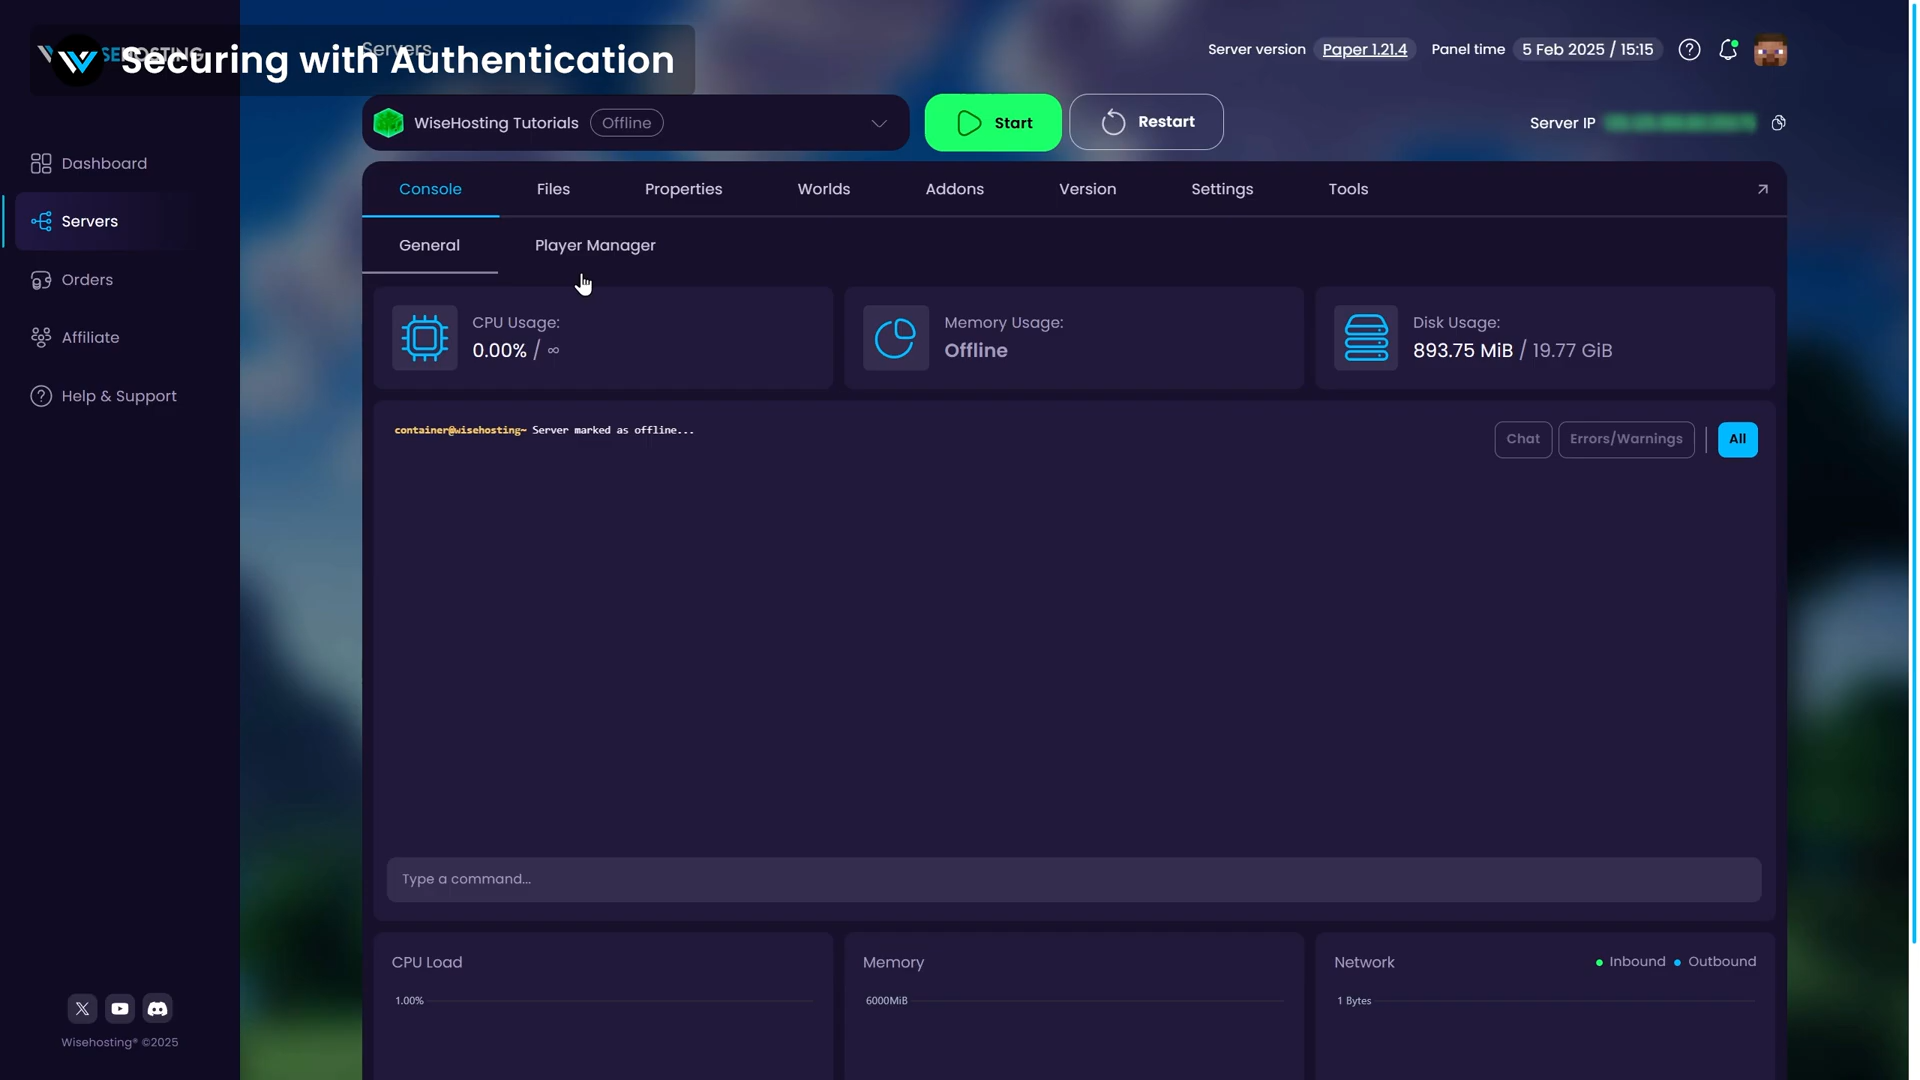 Securing with Authentication
Servers
Server version Paper 1.21.4 Panel time 5 Feb 2025 / 15:15
WiseHosting Tutorials Offline
Start
Restart
Server IP
Dashboard
Servers
Orders
Affiliate
Help & Support
Console Files Properties Worlds Addons Version Settings Tools
General Player Manager
CPU Usage:
0.00% / ∞
Memory Usage:
Offline
Disk Usage:
893.75 MiB / 19.77 GiB
container@wisehosting~ Server marked as offline...
Chat Errors/Warnings All
Type a command...
CPU Load
1.00%
Memory
6000MiB
Network
Inbound Outbound
1 Bytes
Wisehosting® ©2025